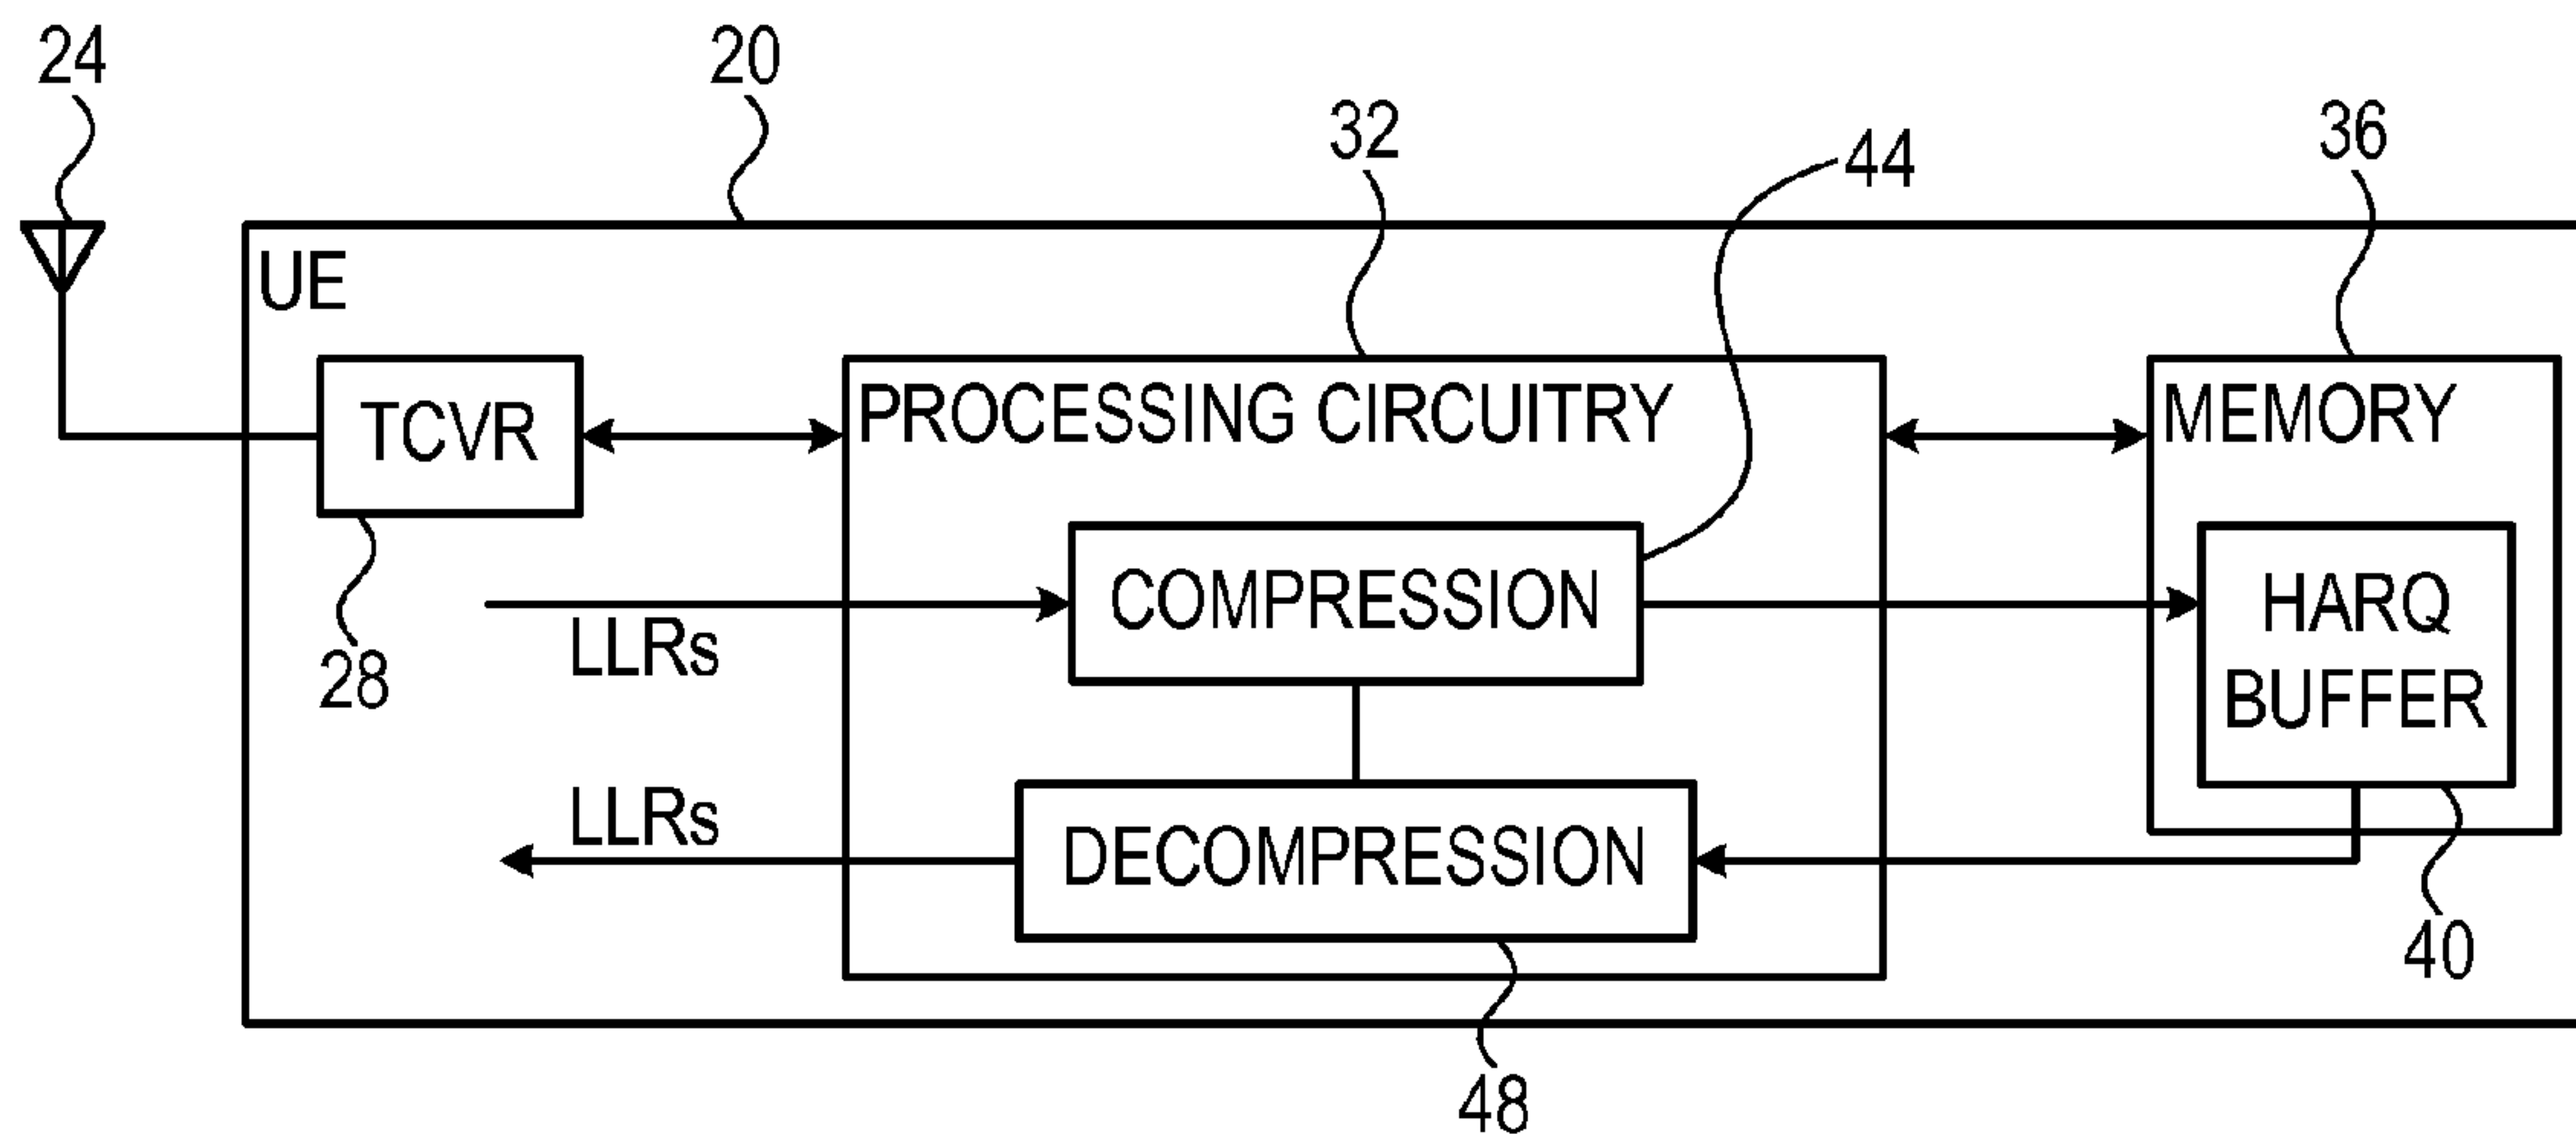 24
20
32
44
36
UE
TCVR
PROCESSING CIRCUITRY
MEMORY
COMPRESSION
HARQ
BUFFER
LLRs
28
LLRs
DECOMPRESSION
40
48